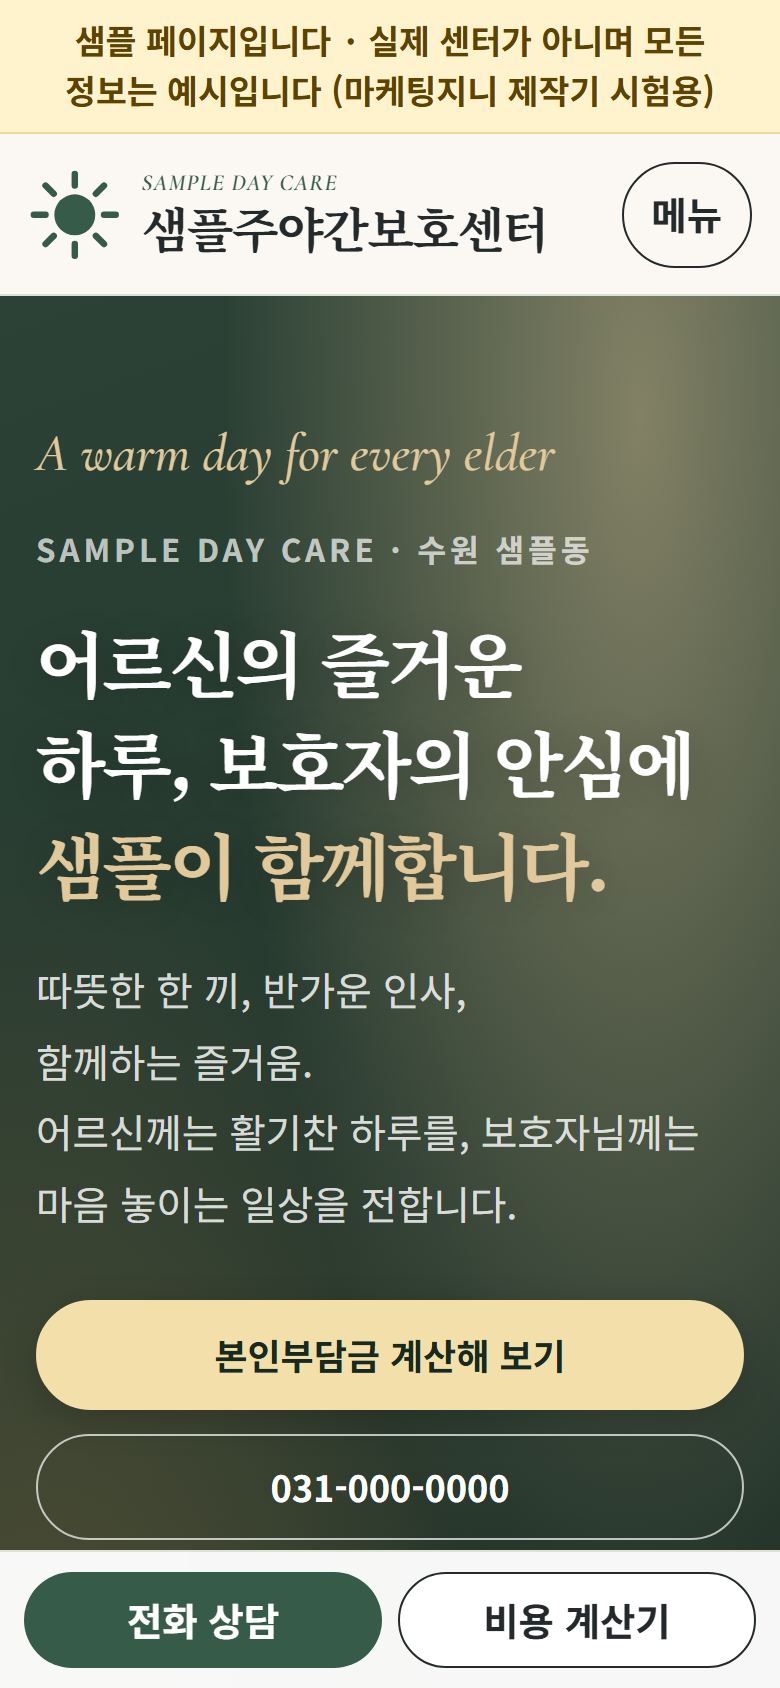 샘플 페이지입니다 · 실제 센터가 아니며 모든
정보는 예시입니다 (마케팅지니 제작기 시험용)
SAMPLE DAY CARE
샘플주야간보호센터
메뉴
A warm day for every elder
SAMPLE DAY CARE · 수원 샘플동
어르신의 즐거운
하루, 보호자의 안심에
샘플이 함께합니다.
따뜻한 한 끼, 반가운 인사,
함께하는 즐거움.
어르신께는 활기찬 하루를, 보호자님께는
마음 놓이는 일상을 전합니다.
본인부담금 계산해 보기
031-000-0000
전화 상담
비용 계산기